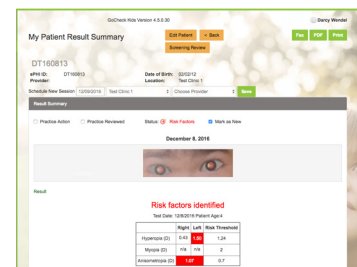 GoCheck Kids Version 4.5.0.30
Darcy Wendel
My Patient Result Summary
Edit Patient
< Back
Screening Review
Fax
PDF
Print
DT160813
ePHI ID: DT160813
Date of Birth: 02/02/12
Provider:
Location: Test Clinic 1
Schedule New Session 12/09/2016 Test Clinic 1 Choose Provider Save
Result Summary
Practice Action Practice Reviewed Status: Risk Factors Mark as New
December 8, 2016
Result
Risk factors identified
Test Date: 12/8/2016 Patient Age:4
Right Left Risk Threshold
Hyperopia (D) 0.43 1.50 1.24
Myopia (D) n/a n/a 2
Anisometropia (D) 1.07 0.7